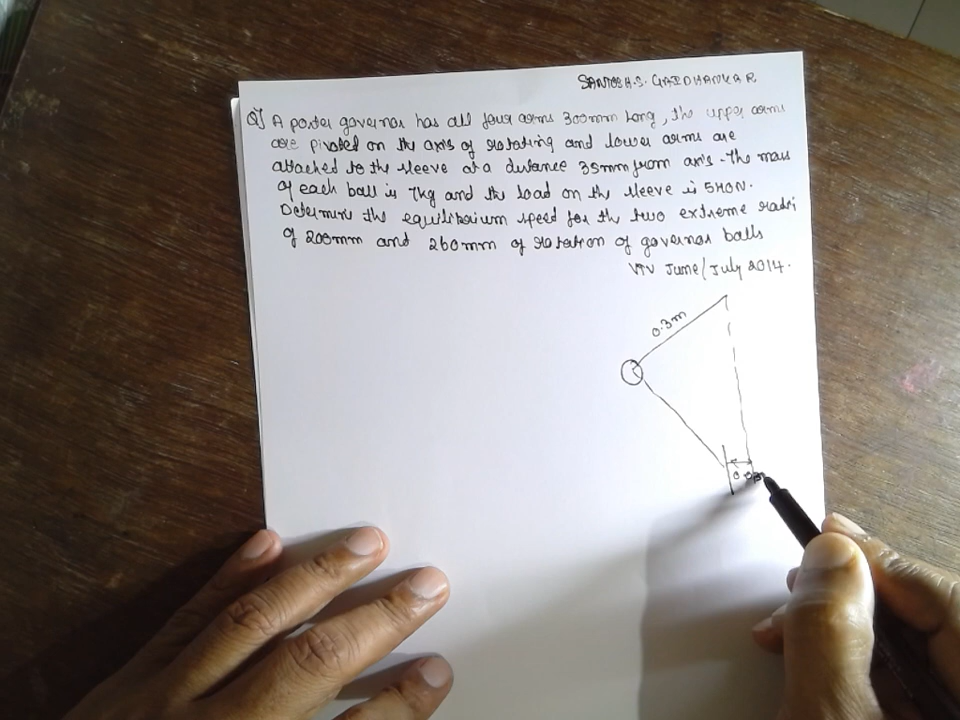 SANTOSH.S. GAIDHANKAR
Q) A porter governor has all four arms 300mm long, the upper arms
are pivoted on the axis of rotating and lower arms are
attached to the sleeve at a distance 35mm from axis. The mass
of each ball is 7kg and the load on the sleeve is 540N.
Determine the equilibrium speed for the two extreme radii
of 200mm and 260mm of rotation of governor balls
VTU June/July 2014.
0.3m